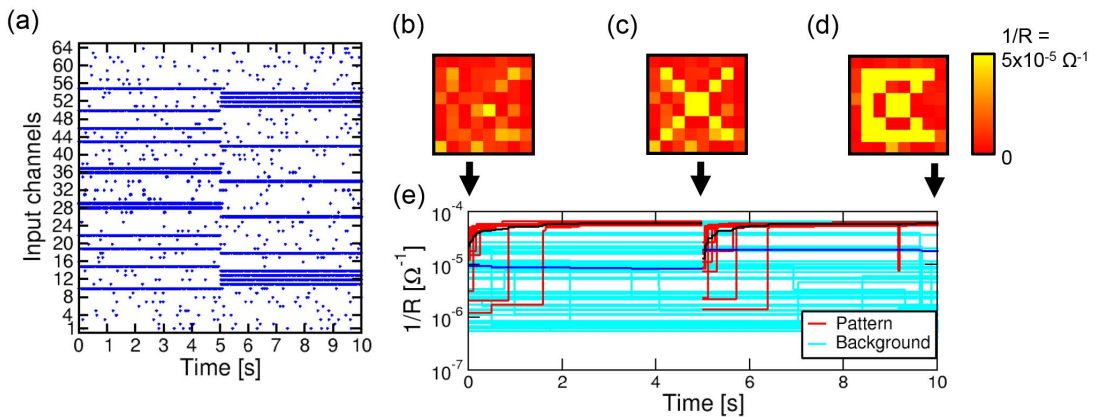 (a)
(b)
(c)
(d)
1/R =
5x10⁻⁵ Ω⁻¹
0
Input channels
64
60
56
52
48
44
40
36
32
28
24
20
16
12
8
4
1
0 1 2 3 4 5 6 7 8 9 10
Time [s]
(e)
1/R [Ω⁻¹]
10⁻⁴
10⁻⁵
10⁻⁶
10⁻⁷
Pattern
Background
0 2 4 6 8 10
Time [s]